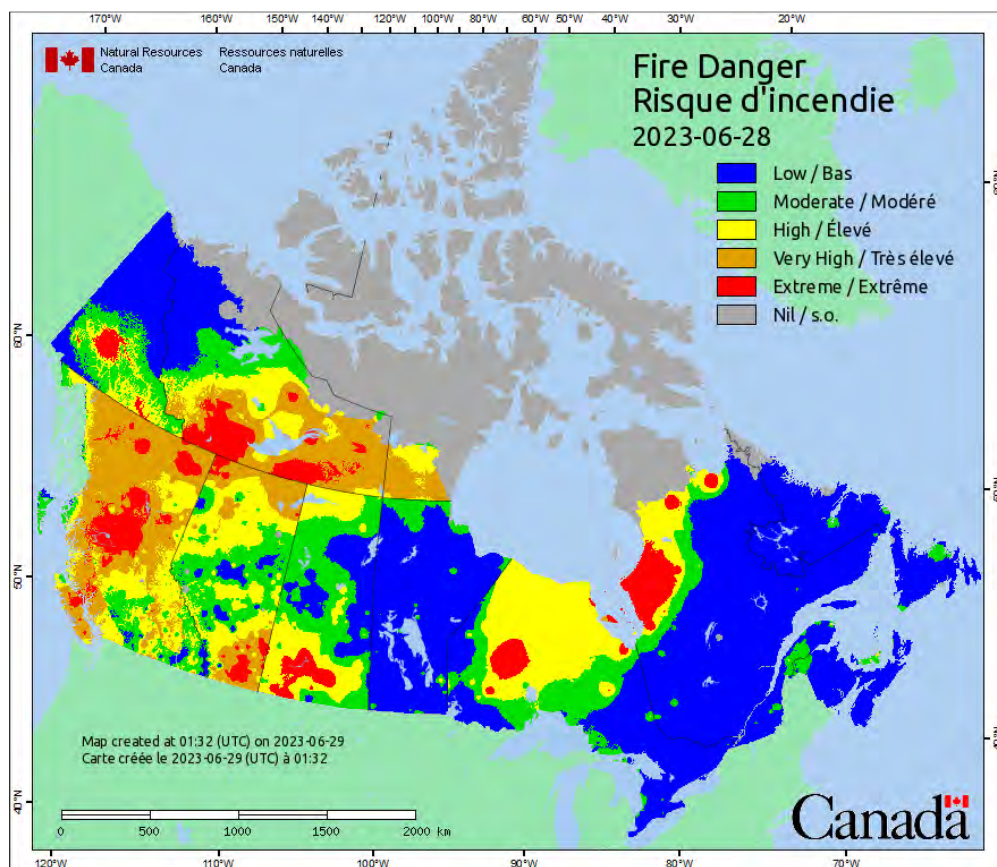 170°W 160°W 150°W 140°W 120°W 100°W 80°W 60°W 50°W 40°W 30°W 20°W
Natural Resources Ressources naturelles
Canada Canada
Fire Danger
Risque d'incendie
2023-06-28
Low / Bas
Moderate / Modéré
High / Élevé
Very High / Très élevé
Extreme / Extrême
Nil / s.o.
60°N
50°N
40°N
Map created at 01:32 (UTC) on 2023-06-29
Carte créée le 2023-06-29 (UTC) à 01:32
0 500 1000 1500 2000 km
Canada
120°W 110°W 100°W 90°W 80°W 70°W